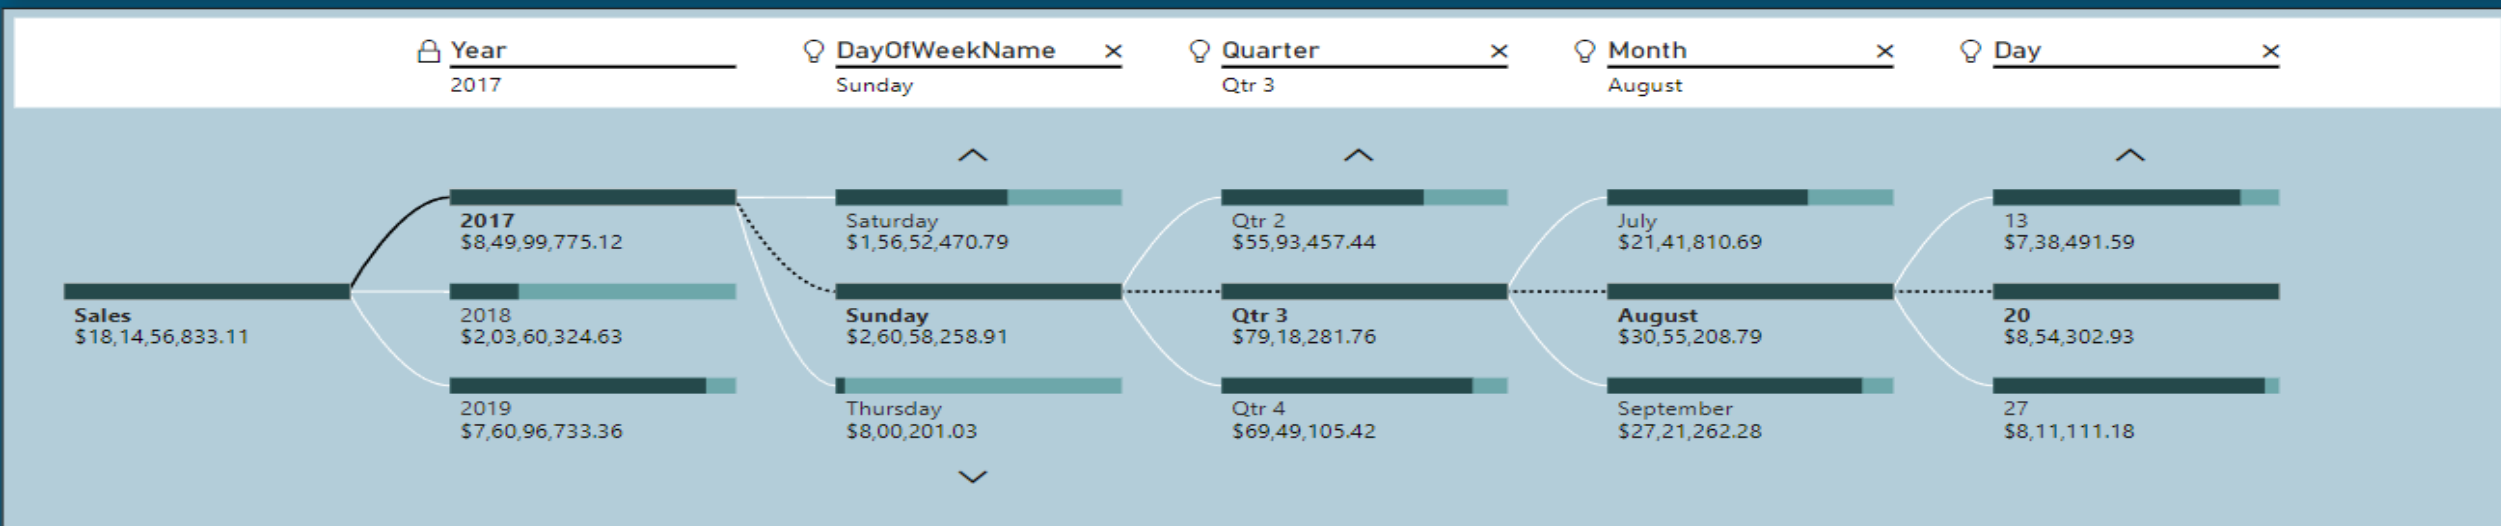 Year
DayOfWeekName
Quarter
Month
Day
2017
Sunday
Qtr 3
August
Sales
$18,14,56,833.11
2017
$8,49,99,775.12
2018
$2,03,60,324.63
2019
$7,60,96,733.36
Saturday
$1,56,52,470.79
Sunday
$2,60,58,258.91
Thursday
$8,00,201.03
Qtr 2
$55,93,457.44
Qtr 3
$79,18,281.76
Qtr 4
$69,49,105.42
July
$21,41,810.69
August
$30,55,208.79
September
$27,21,262.28
13
$7,38,491.59
20
$8,54,302.93
27
$8,11,111.18